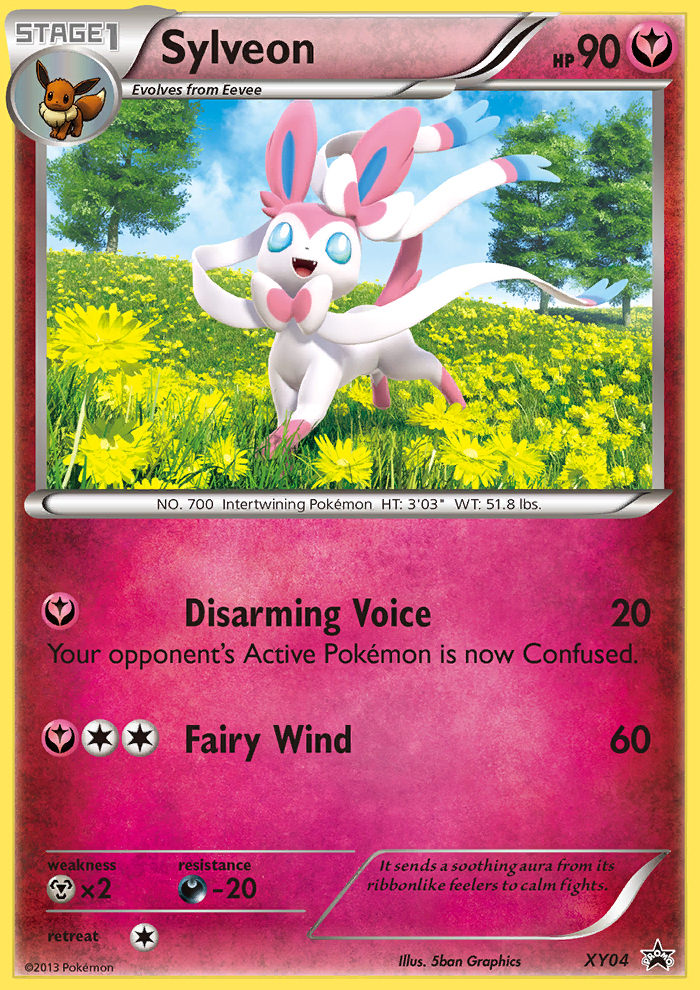 STAGE1
Sylveon
HP 90
Evolves from Eevee
NO. 700 Intertwining Pokémon HT: 3'03" WT: 51.8 lbs.
Disarming Voice 20
Your opponent's Active Pokémon is now Confused.
Fairy Wind 60
weakness resistance
×2 -20
It sends a soothing aura from its
ribbonlike feelers to calm fights.
retreat
©2013 Pokémon Illus. 5ban Graphics XY04 PROMO